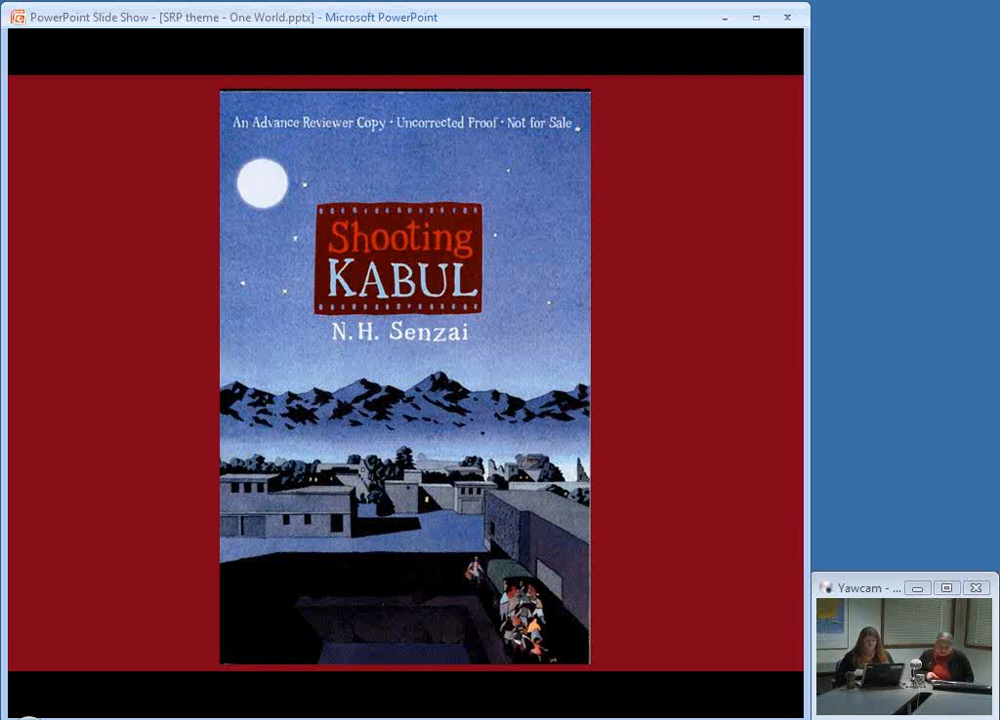 PowerPoint Slide Show - [SRP theme - One World.pptx] - Microsoft PowerPoint
An Advance Reviewer Copy · Uncorrected Proof · Not for Sale
Shooting
KABUL
N.H. Senzai
Yawcam - ...